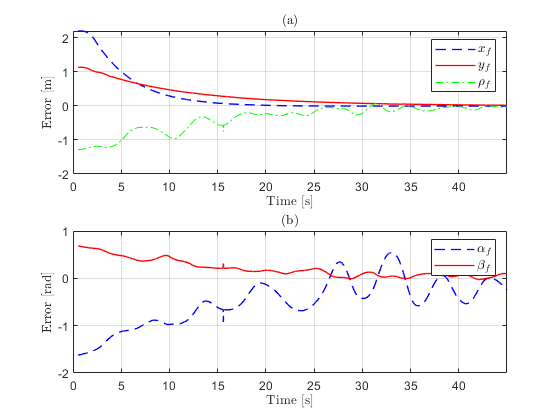 (a)
2
1
0
-1
-2
Error [m]
x_f
y_f
ρ_f
0 5 10 15 20 25 30 35 40
Time [s]
(b)
1
0
-1
-2
Error [rad]
α_f
β_f
0 5 10 15 20 25 30 35 40
Time [s]